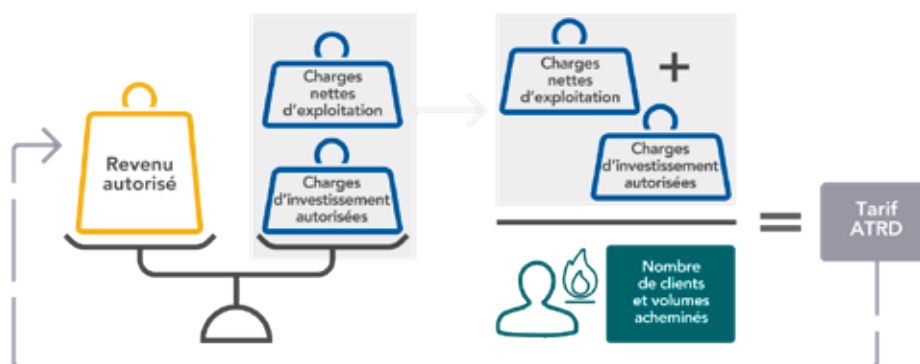 Revenu
autorisé
Charges
nettes
d'exploitation
Charges
d'investissement
autorisées
Charges
nettes
d'exploitation
+
Charges
d'investissement
autorisées
Nombre
de clients
et volumes
acheminés
=
Tarif
ATRD